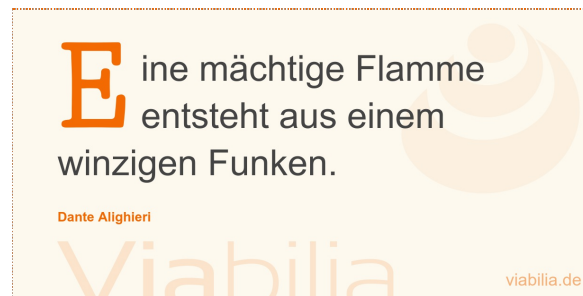 Eine mächtige Flamme
entsteht aus einem
winzigen Funken.
Dante Alighieri
Viabilia
viabilia.de